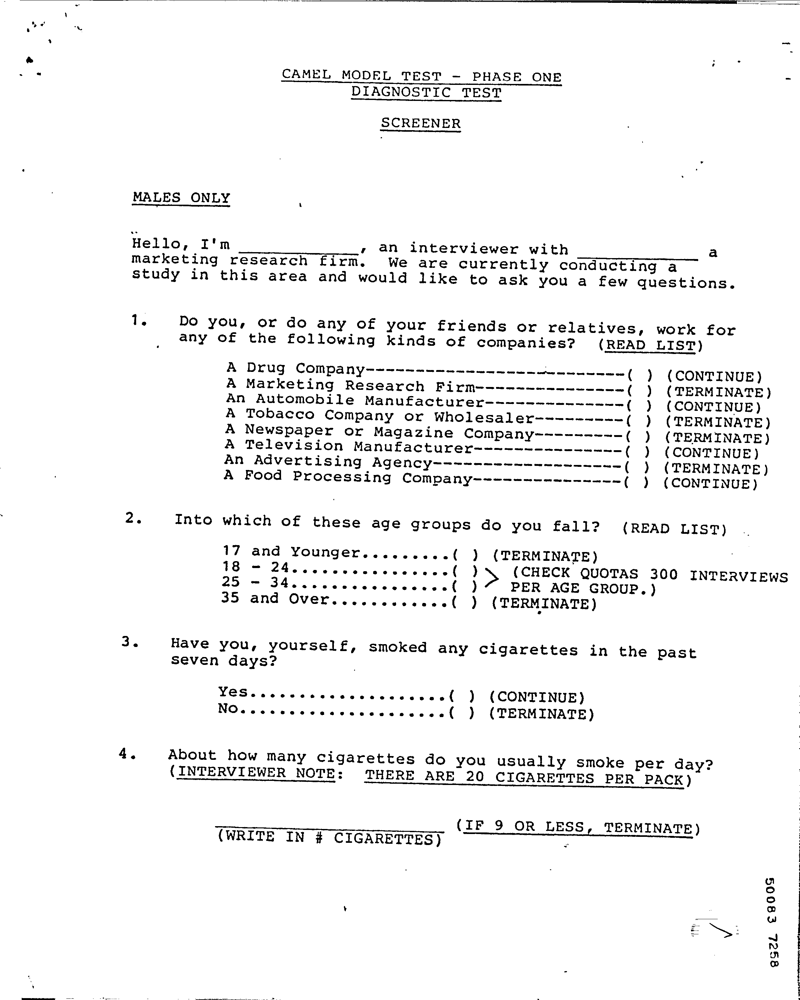 CAMEL MODEL TEST - PHASE ONE
DIAGNOSTIC TEST
SCREENER
MALES ONLY
Hello, I'm ____________, an interviewer with ____________ a
marketing research firm. We are currently conducting a
study in this area and would like to ask you a few questions.
1. Do you, or do any of your friends or relatives, work for
any of the following kinds of companies? (READ LIST)
A Drug Company--------------------------( ) (CONTINUE)
A Marketing Research Firm---------------( ) (TERMINATE)
An Automobile Manufacturer--------------( ) (CONTINUE)
A Tobacco Company or Wholesaler---------( ) (TERMINATE)
A Newspaper or Magazine Company---------( ) (TERMINATE)
A Television Manufacturer---------------( ) (CONTINUE)
An Advertising Agency-------------------( ) (TERMINATE)
A Food Processing Company---------------( ) (CONTINUE)
2. Into which of these age groups do you fall? (READ LIST)
17 and Younger.........( ) (TERMINATE)
18 - 24................( ) > (CHECK QUOTAS 300 INTERVIEWS
25 - 34................( ) PER AGE GROUP.)
35 and Over............( ) (TERMINATE)
3. Have you, yourself, smoked any cigarettes in the past
seven days?
Yes....................( ) (CONTINUE)
No.....................( ) (TERMINATE)
4. About how many cigarettes do you usually smoke per day?
(INTERVIEWER NOTE: THERE ARE 20 CIGARETTES PER PACK)
_______________________ (IF 9 OR LESS, TERMINATE)
(WRITE IN # CIGARETTES)
50083 7258